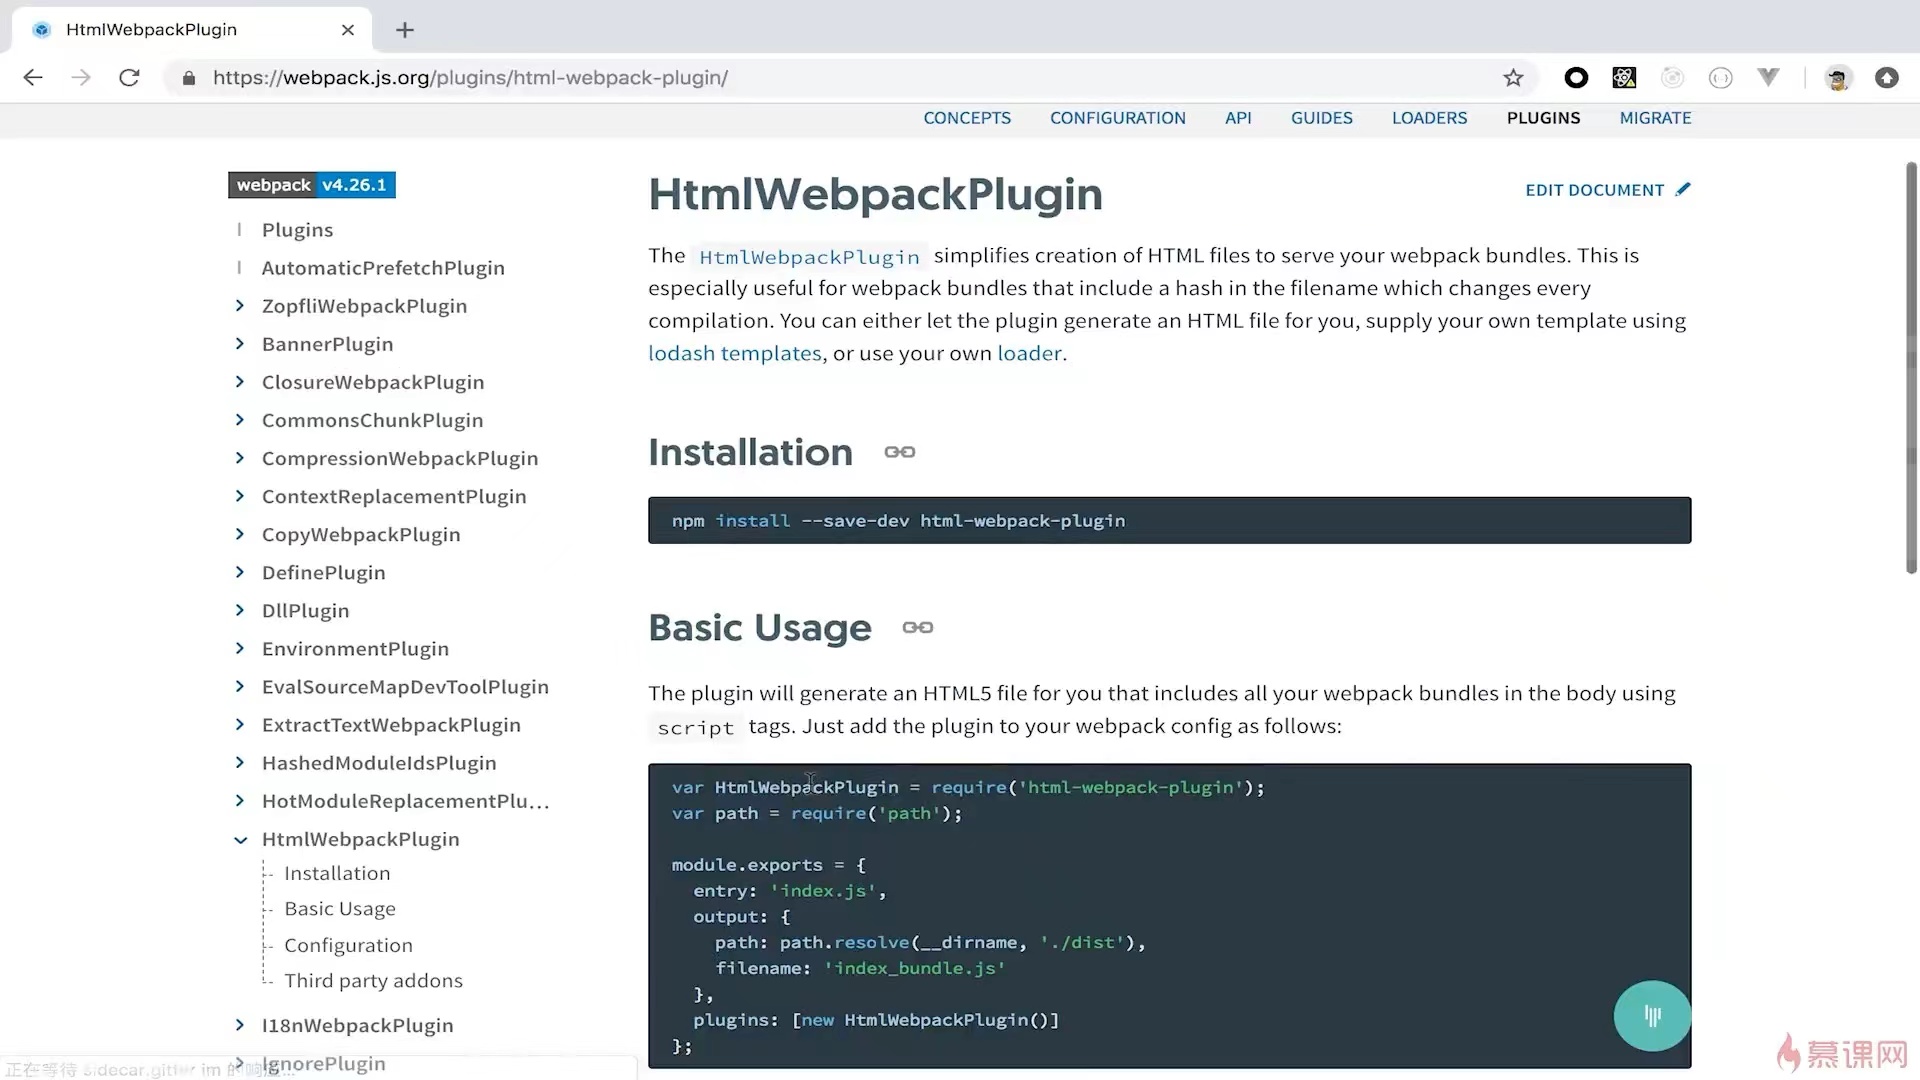 HtmlWebpackPlugin
https://webpack.js.org/plugins/html-webpack-plugin/
CONCEPTS CONFIGURATION API GUIDES LOADERS PLUGINS MIGRATE
webpack v4.26.1
Plugins
AutomaticPrefetchPlugin
ZopfliWebpackPlugin
BannerPlugin
ClosureWebpackPlugin
CommonsChunkPlugin
CompressionWebpackPlugin
ContextReplacementPlugin
CopyWebpackPlugin
DefinePlugin
DllPlugin
EnvironmentPlugin
EvalSourceMapDevToolPlugin
ExtractTextWebpackPlugin
HashedModuleIdsPlugin
HotModuleReplacementPlu...
HtmlWebpackPlugin
Installation
Basic Usage
Configuration
Third party addons
I18nWebpackPlugin
IgnorePlugin
HtmlWebpackPlugin
EDIT DOCUMENT
The HtmlWebpackPlugin simplifies creation of HTML files to serve your webpack bundles. This is
especially useful for webpack bundles that include a hash in the filename which changes every
compilation. You can either let the plugin generate an HTML file for you, supply your own template using
lodash templates, or use your own loader.
Installation
npm install --save-dev html-webpack-plugin
Basic Usage
The plugin will generate an HTML5 file for you that includes all your webpack bundles in the body using
script tags. Just add the plugin to your webpack config as follows:
var HtmlWebpackPlugin = require('html-webpack-plugin');
var path = require('path');
module.exports = {
entry: 'index.js',
output: {
path: path.resolve(__dirname, './dist'),
filename: 'index_bundle.js'
},
plugins: [new HtmlWebpackPlugin()]
};
正在等待 sidecar.gitter.im 的响应...
慕课网